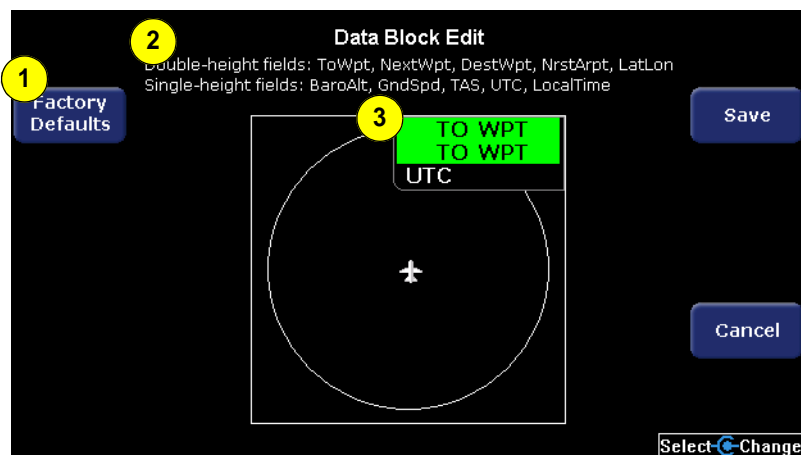 Data Block Edit
2
Double-height fields: ToWpt, NextWpt, DestWpt, NrstArpt, LatLon
Single-height fields: BaroAlt, GndSpd, TAS, UTC, LocalTime
1
Factory
Defaults
3
TO WPT
TO WPT
UTC
Save
Cancel
Select Change